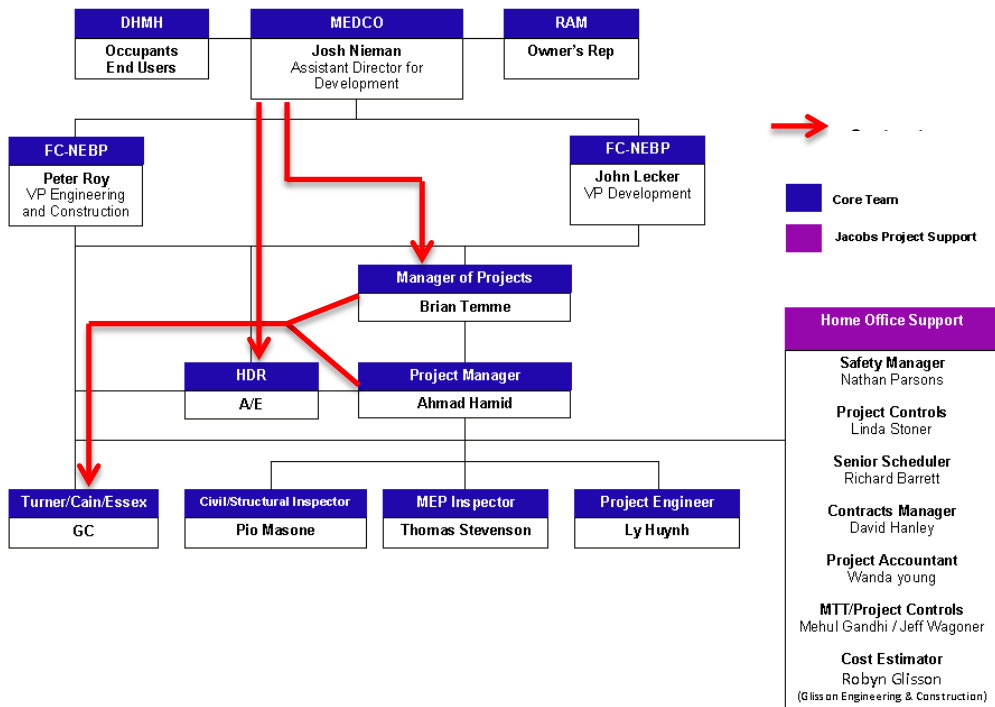 DHMH
Occupants
End Users
MEDCO
Josh Nieman
Assistant Director for
Development
RAM
Owner's Rep
FC-NEBP
Peter Roy
VP Engineering
and Construction
FC-NEBP
John Lecker
VP Development
Core Team
Jacobs Project Support
Manager of Projects
Brian Temme
HDR
A/E
Project Manager
Ahmad Hamid
Turner/Cain/Essex
GC
Civil/Structural Inspector
Pio Masone
MEP Inspector
Thomas Stevenson
Project Engineer
Ly Huynh
Home Office Support
Safety Manager
Nathan Parsons
Project Controls
Linda Stoner
Senior Scheduler
Richard Barrett
Contracts Manager
David Hanley
Project Accountant
Wanda young
MTT/Project Controls
Mehul Gandhi / Jeff Wagoner
Cost Estimator
Robyn Glisson
(Glisson Engineering & Construction)